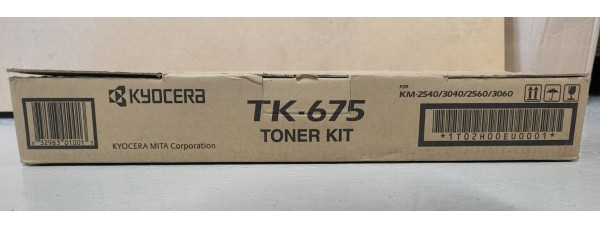 KYOCERA
TK-675
TONER KIT
KYOCERA MITA Corporation
FOR
KM-2540/3040/2560/3060
*1T02H00EU0001*